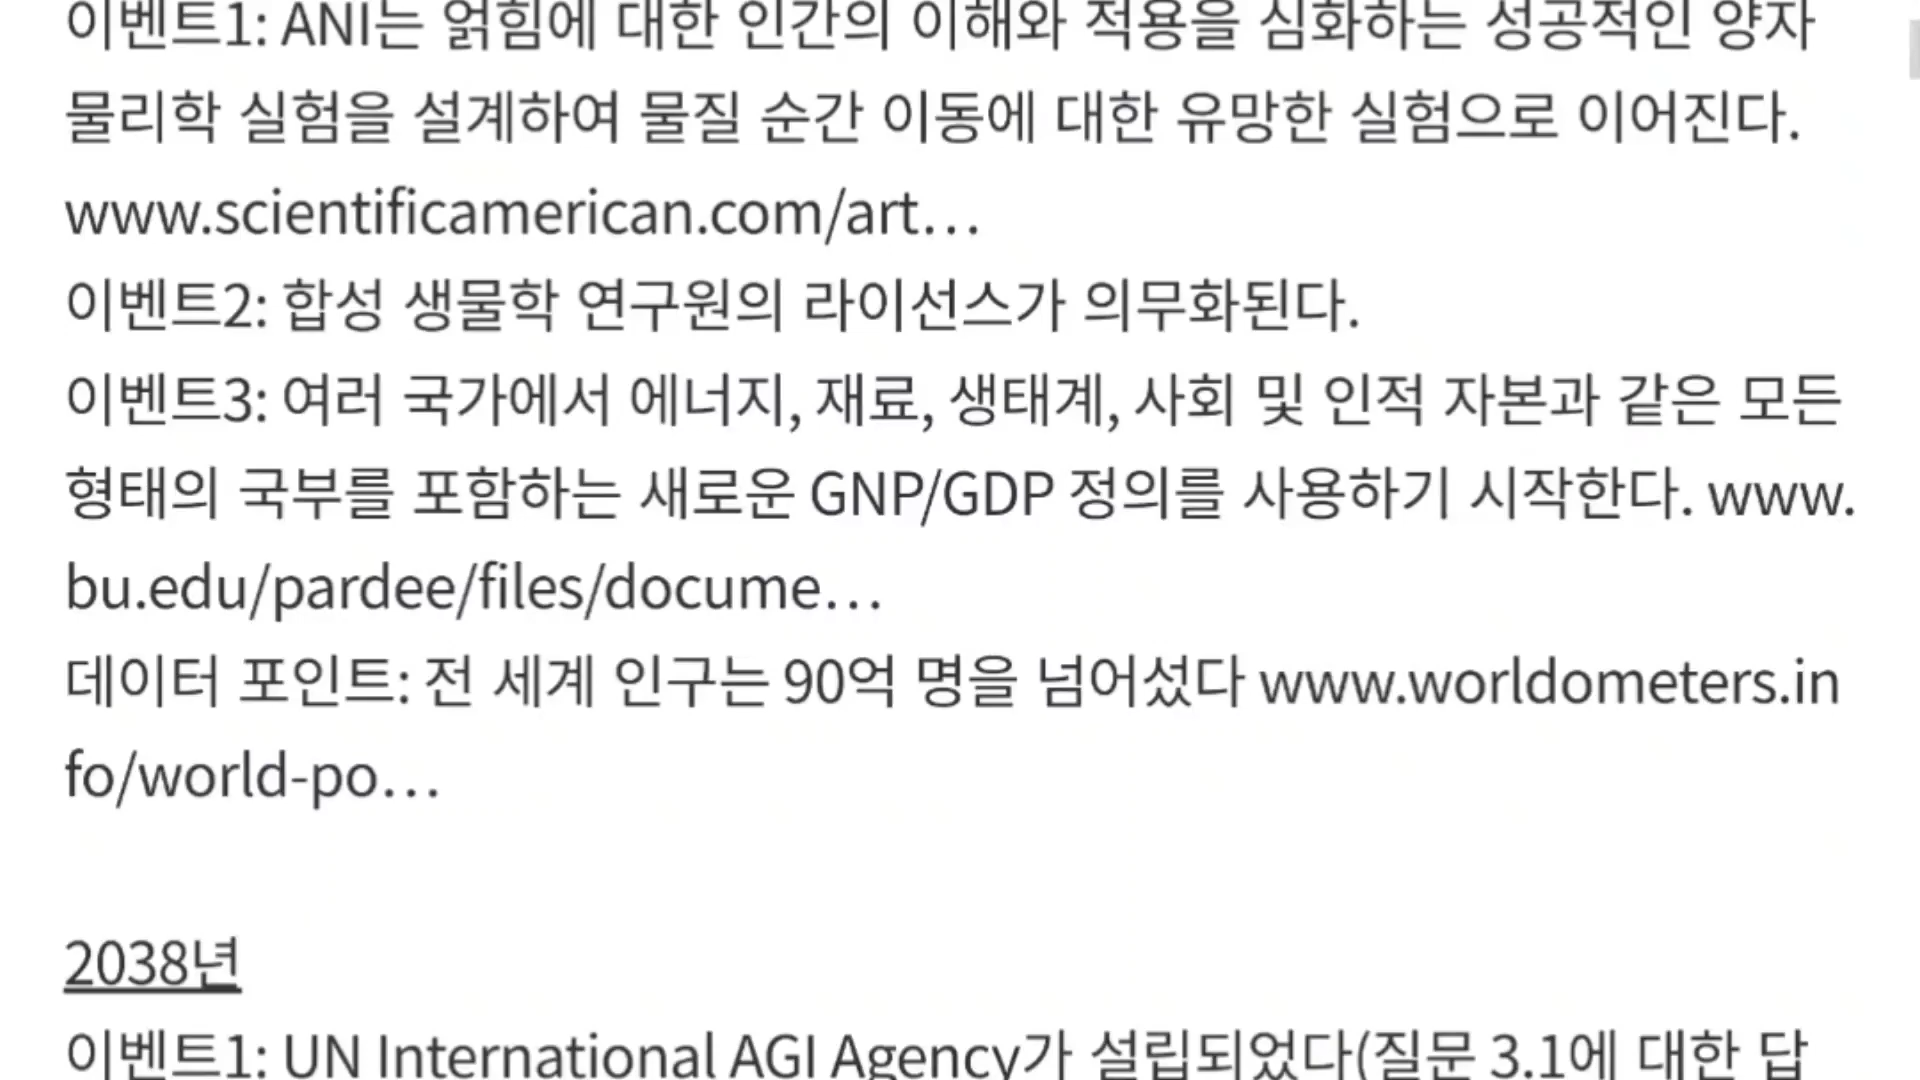 이벤트1: ANI는 얽힘에 대한 인간의 이해와 적용을 심화하는 성공적인 양자
물리학 실험을 설계하여 물질 순간 이동에 대한 유망한 실험으로 이어진다.
www.scientificamerican.com/art…
이벤트2: 합성 생물학 연구원의 라이선스가 의무화된다.
이벤트3: 여러 국가에서 에너지, 재료, 생태계, 사회 및 인적 자본과 같은 모든
형태의 국부를 포함하는 새로운 GNP/GDP 정의를 사용하기 시작한다. www.
bu.edu/pardee/files/docume…
데이터 포인트: 전 세계 인구는 90억 명을 넘어섰다 www.worldometers.in
fo/world-po…
2038년
이벤트1: UN International AGI Agency가 설립되었다(질문 3.1에 대한 답